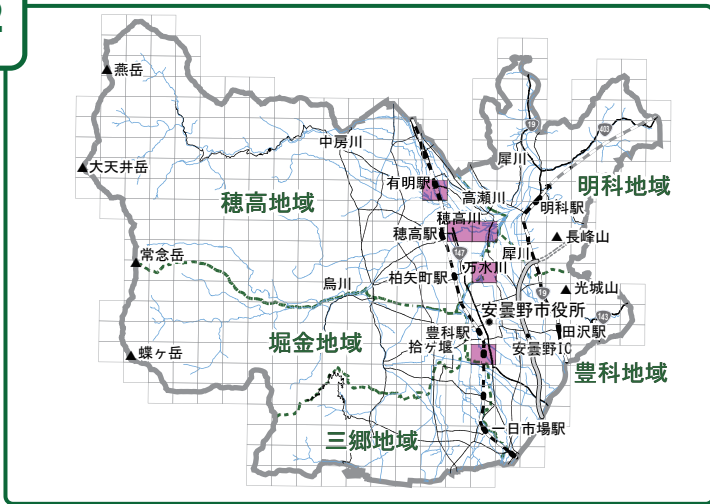 2
燕岳
19
403
中房川
犀川
大天井岳
有明駅
明科地域
高瀬川
穂高地域
明科駅
穂高川
穂高駅
長峰山
147
犀川
常念岳
万水川
烏川
柏矢町駅
光城山
19
安曇野市役所
143
豊科駅
田沢駅
堀金地域
拾ケ堰
安曇野IC
蝶ヶ岳
豊科地域
一日市場駅
三郷地域